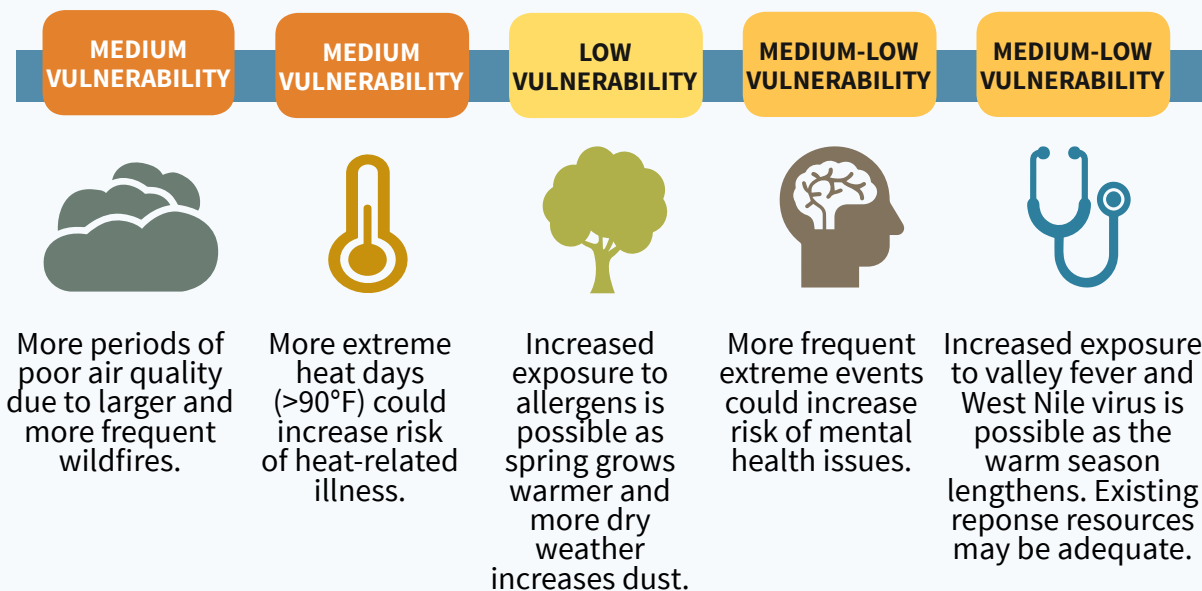 MEDIUM
VULNERABILITY
MEDIUM
VULNERABILITY
LOW
VULNERABILITY
MEDIUM-LOW
VULNERABILITY
MEDIUM-LOW
VULNERABILITY
More periods of
poor air quality
due to larger and
more frequent
wildfires.
More extreme
heat days
(>90°F) could
increase risk
of heat-related
illness.
Increased
exposure to
allergens is
possible as
spring grows
warmer and
more dry
weather
increases dust.
More frequent
extreme events
could increase
risk of mental
health issues.
Increased exposure
to valley fever and
West Nile virus is
possible as the
warm season
lengthens. Existing
reponse resources
may be adequate.